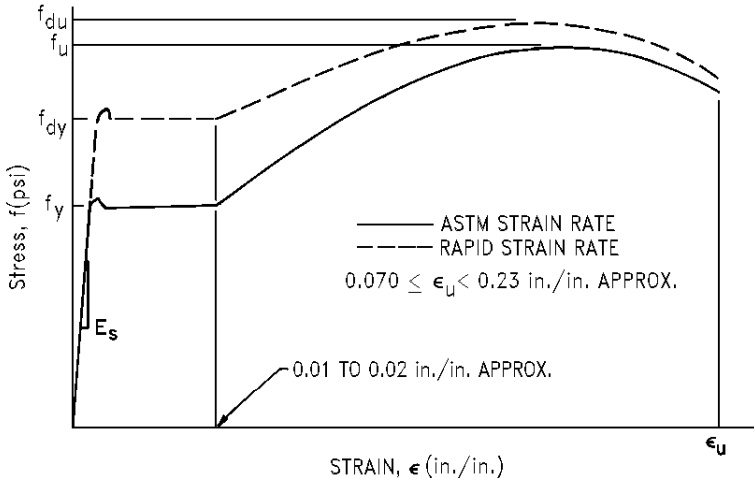 f_du
f_u
f_dy
f_y
Stress, f(psi)
ASTM STRAIN RATE
RAPID STRAIN RATE
0.070 ≤ ϵ_u < 0.23 in./in. APPROX.
E_s
0.01 TO 0.02 in./in. APPROX.
ϵ_u
STRAIN, ϵ (in./in.)